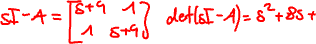 sI-A = [s+9 1; 1 s+9] det(sI-A) = s²+8s+